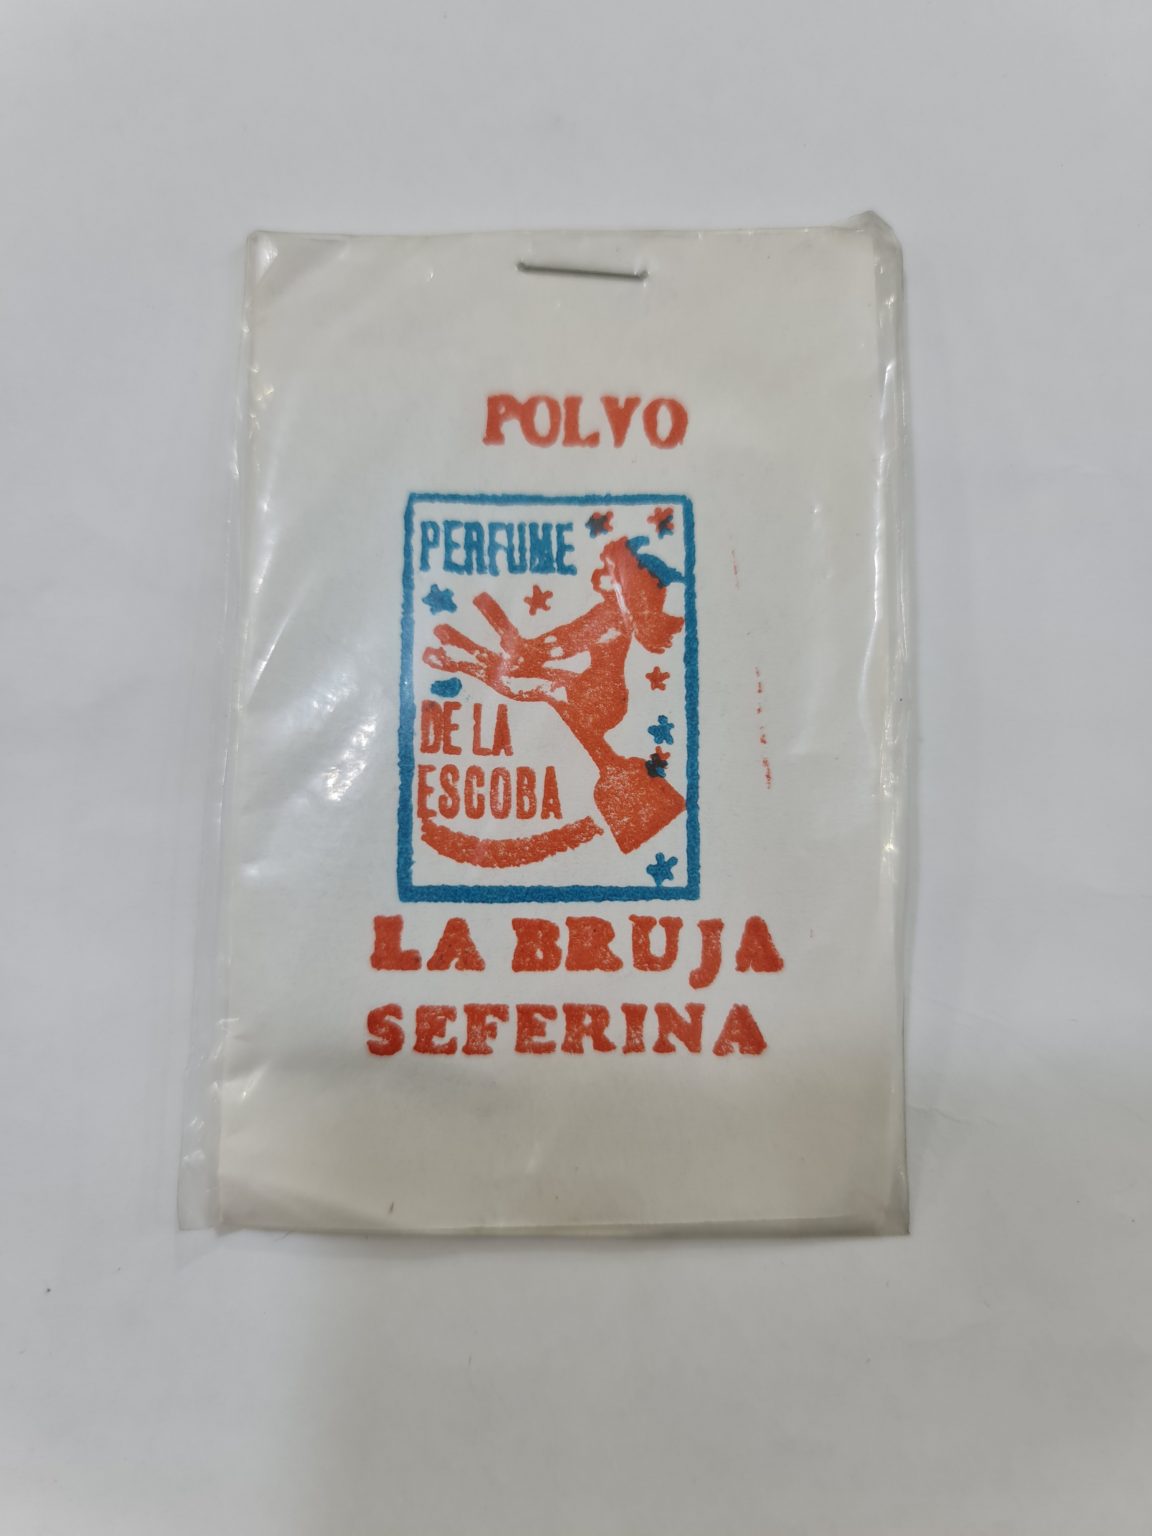 POLVO
PERFUME
DE LA
ESCOBA
LA BRUJA
SEFERINA